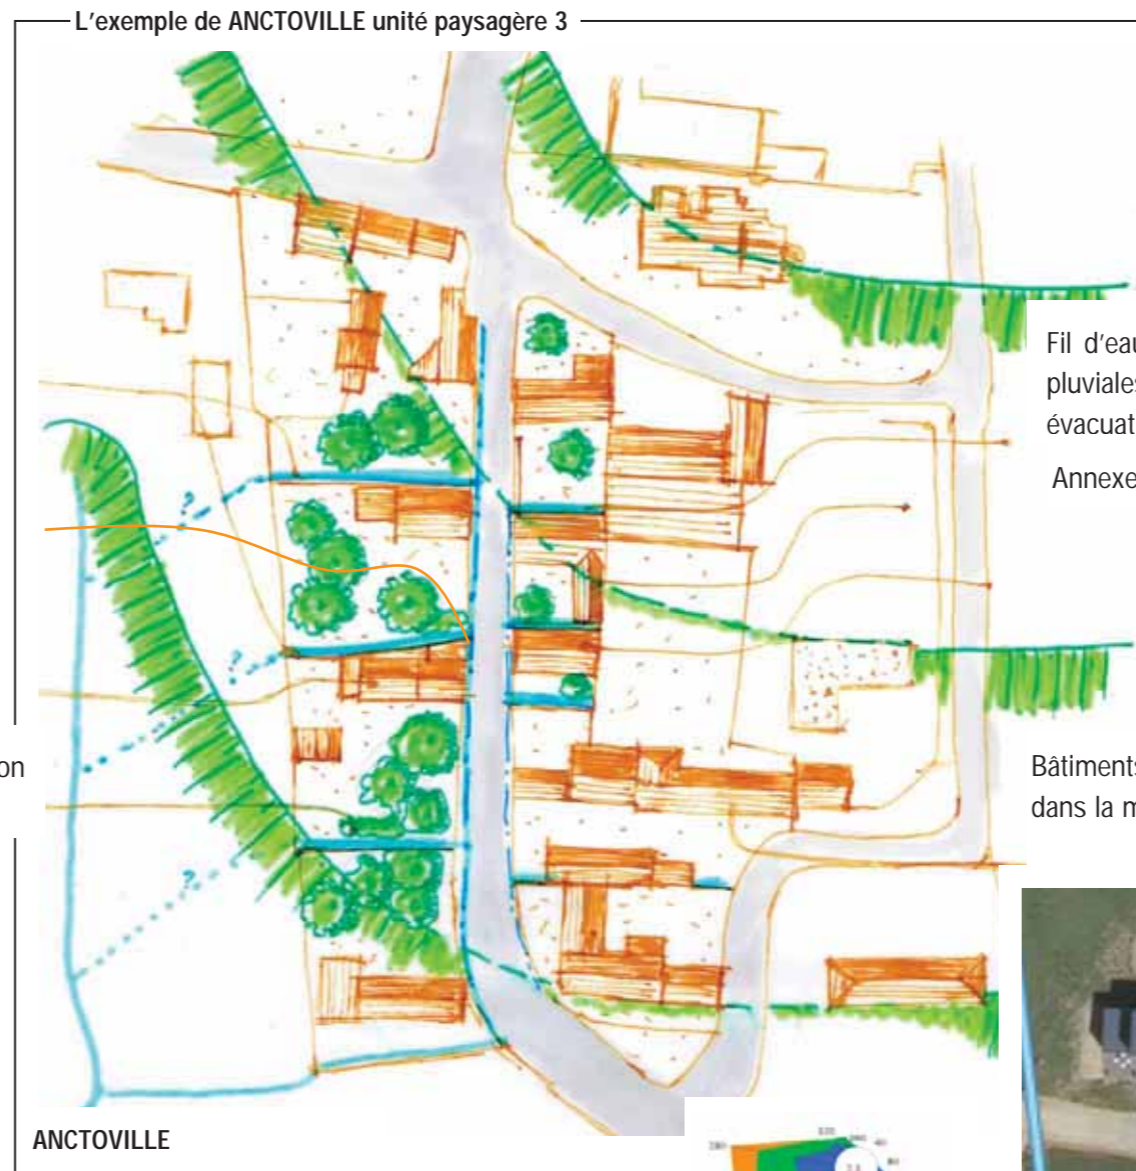 L'exemple de ANCTOVILLE unité paysagère 3
Fil d'eau
pluviales
évacuat
Annexe
?
?
?
on
Bâtiments
dans la m
ANCTOVILLE